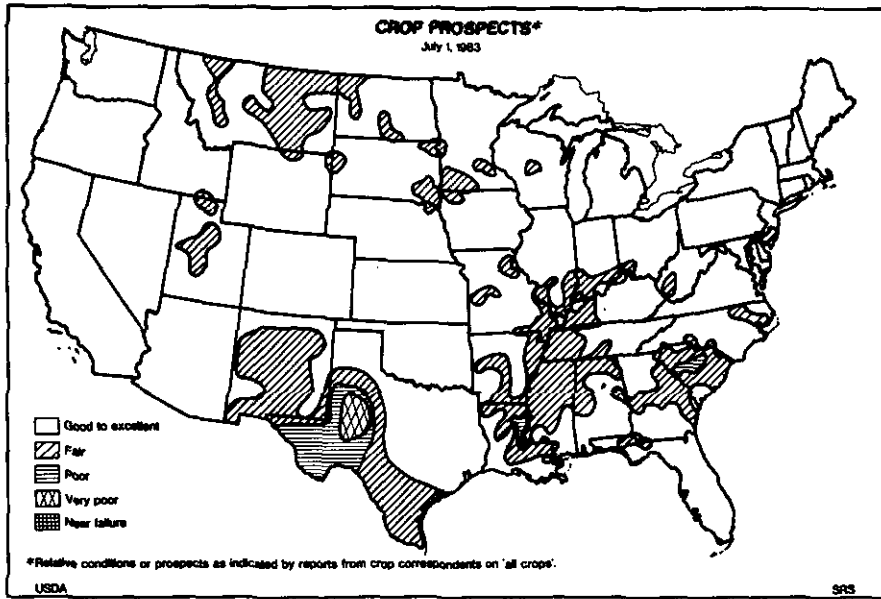 CROP PROSPECTS*
July 1, 1983
Good to excellent
Fair
Poor
Very poor
Near failure
*Relative conditions or prospects as indicated by reports from crop correspondents on 'all crops'.
USDA
SRS